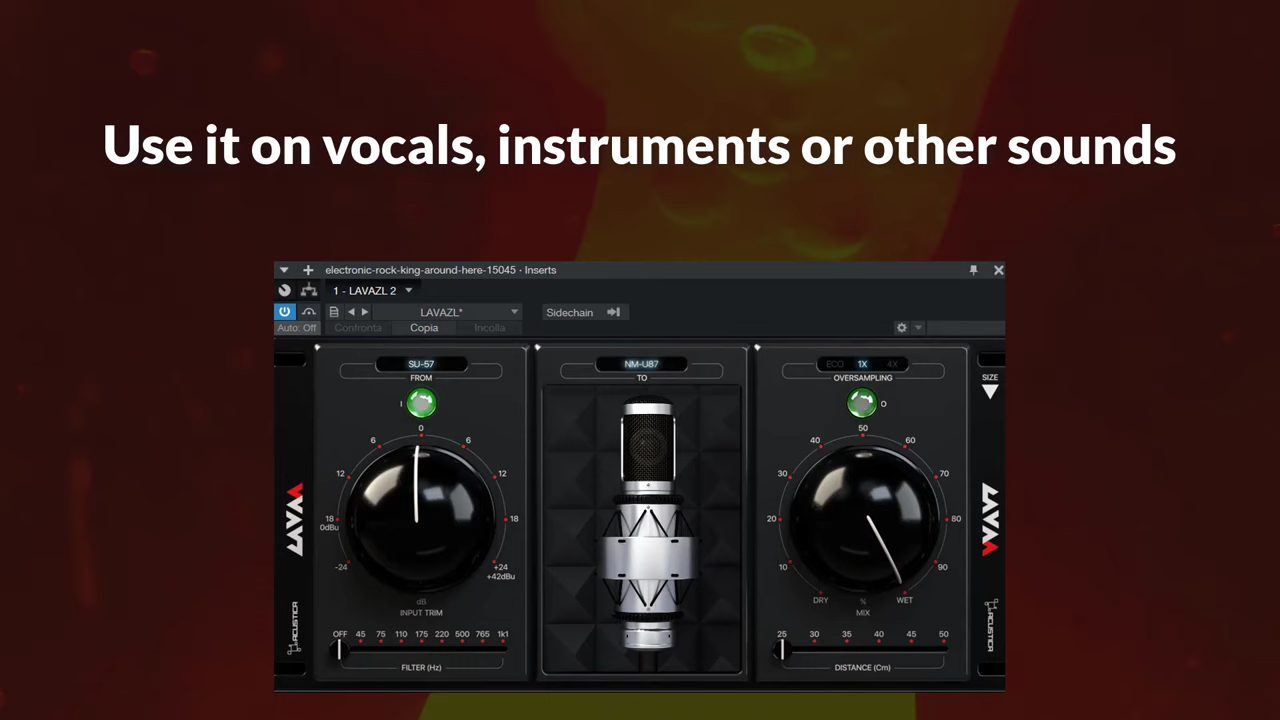 Use it on vocals, instruments or other sounds
electronic-rock-king-around-here-15045 · Inserts
1 - LAVAZL 2
LAVAZL*
Sidechain
Auto: Off
Confronta
Copia
Incolla
SU-57
FROM
I
0
6
6
12
12
18
18
0dBu
-24
+24
+42dBu
dB
INPUT TRIM
OFF 45 75 110 175 220 500 765 1k1
FILTER (Hz)
NM-U87
TO
ECO 1X 4X
OVERSAMPLING
O
50
40
60
30
70
20
80
10
90
DRY
%
WET
MIX
25 30 35 40 45 50
DISTANCE (Cm)
SIZE
LAVA
ACUSTICA
LAVA
ACUSTICA